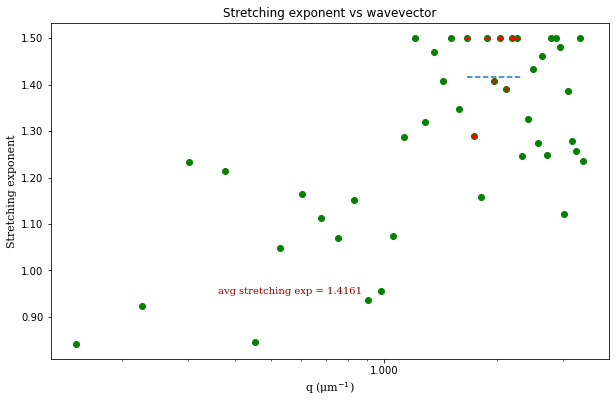 Stretching exponent vs wavevector
1.50
1.40
1.30
1.20
1.10
1.00
0.90
Stretching exponent
avg stretching exp = 1.4161
1.000
q (μm⁻¹)